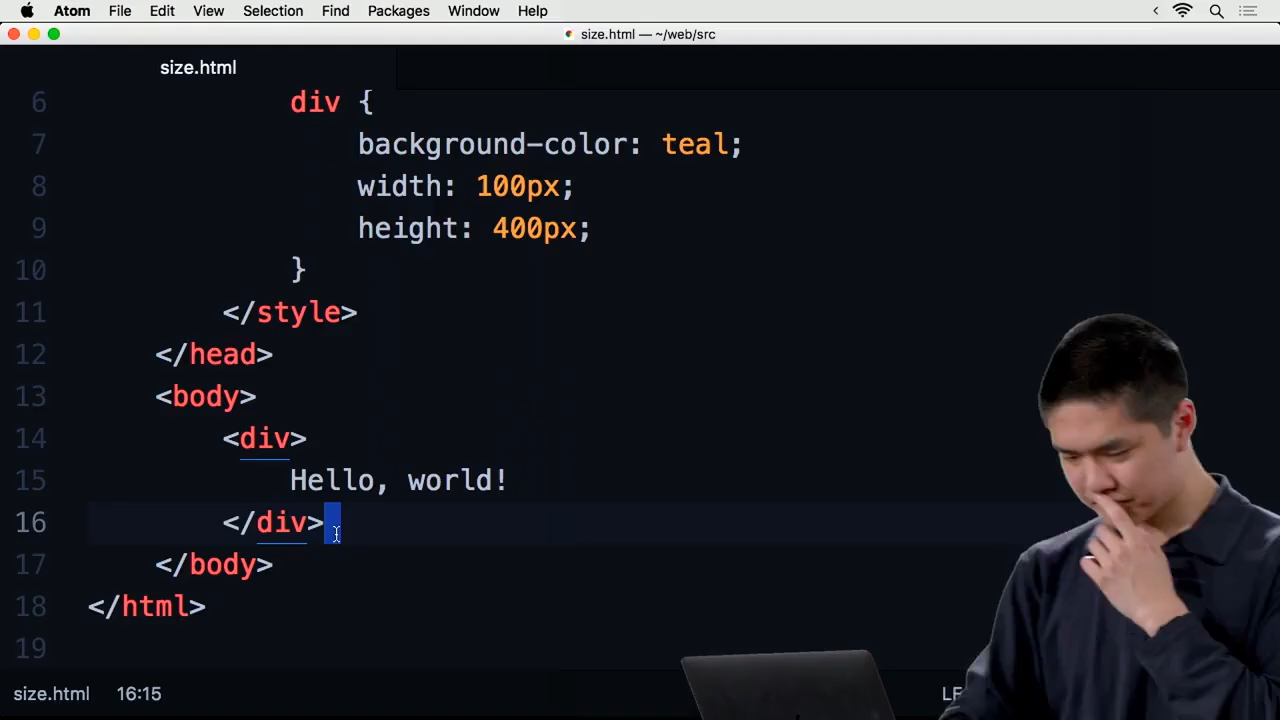 Atom File Edit View Selection Find Packages Window Help
size.html — ~/web/src
size.html
6 div {
7 background-color: teal;
8 width: 100px;
9 height: 400px;
10 }
11 </style>
12 </head>
13 <body>
14 <div>
15 Hello, world!
16 </div>
17 </body>
18 </html>
19
size.html 16:15 LF